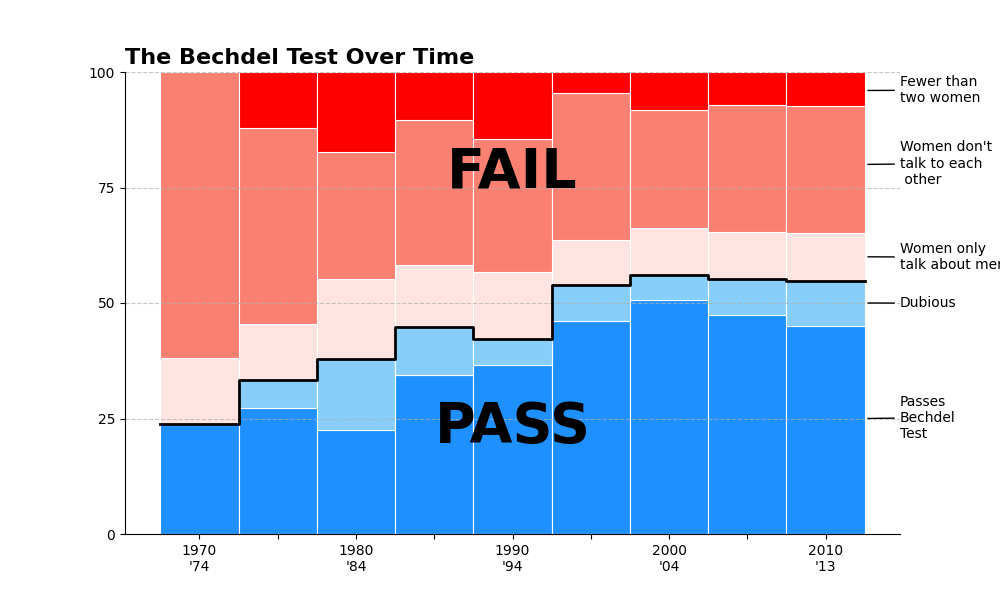 The Bechdel Test Over Time
100
75
50
25
0
FAIL
PASS
Fewer than
two women
Women don't
talk to each
other
Women only
talk about mer
Dubious
Passes
Bechdel
Test
1970
'74
1980
'84
1990
'94
2000
'04
2010
'13